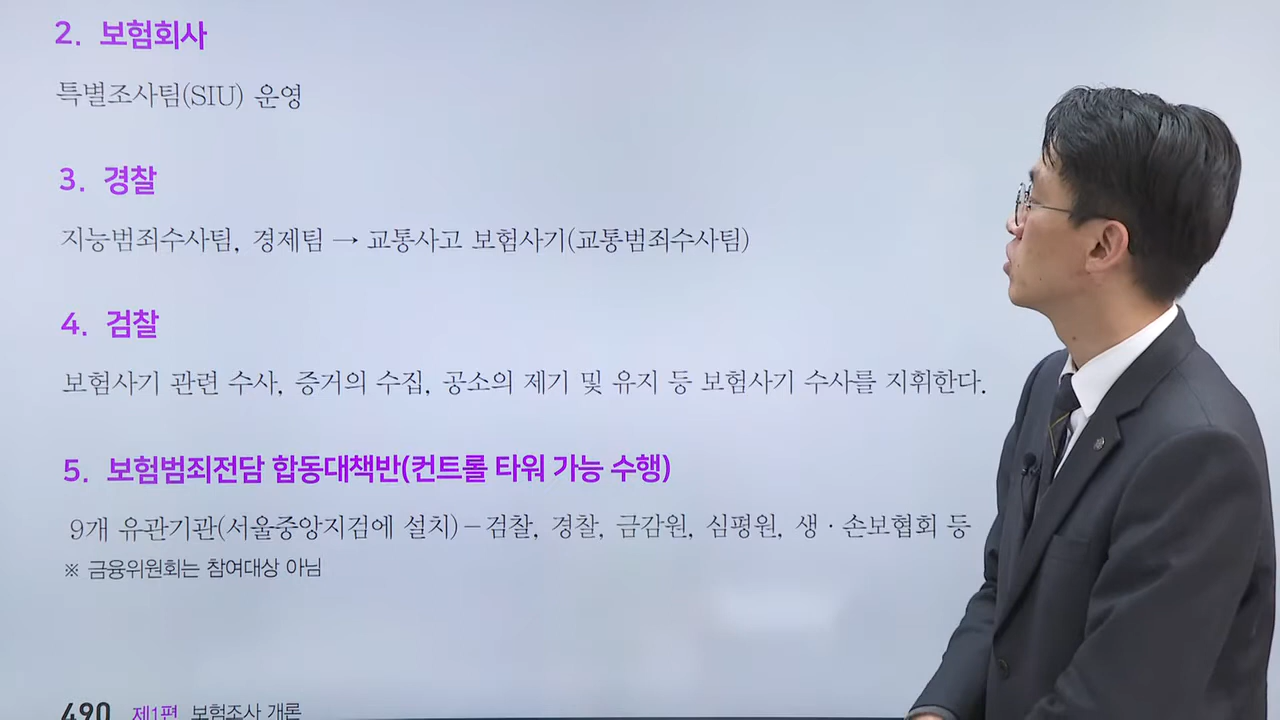 2. 보험회사
특별조사팀(SIU) 운영
3. 경찰
지능범죄수사팀, 경제팀 → 교통사고 보험사기(교통범죄수사팀)
4. 검찰
보험사기 관련 수사, 증거의 수집, 공소의 제기 및 유지 등 보험사기 수사를 지휘한다.
5. 보험범죄전담 합동대책반(컨트롤 타워 가능 수행)
9개 유관기관(서울중앙지검에 설치) – 검찰, 경찰, 금감원, 심평원, 생·손보협회 등
※ 금융위원회는 참여대상 아님
490 제1편 보험조사 개론